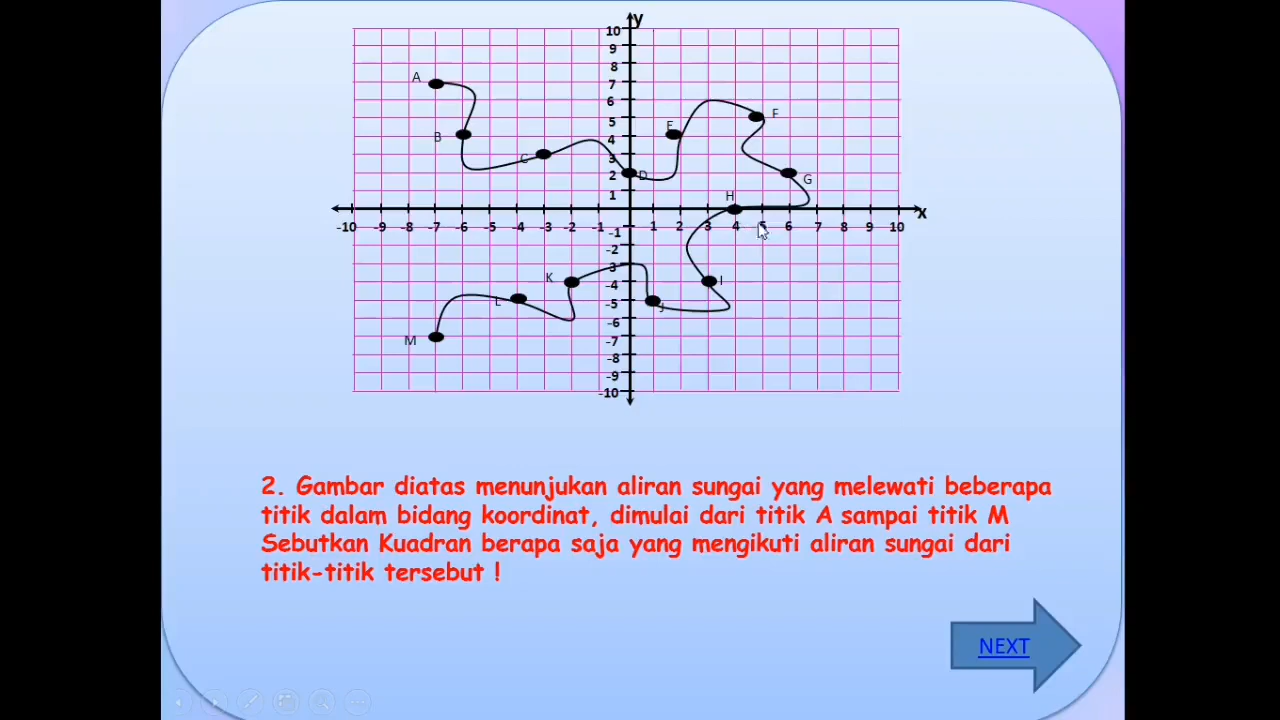 y
10
9
8
A
7
6
5
F
E
4
B
3
C
2
D
G
1
H
x
-10 -9 -8 -7 -6 -5 -4 -3 -2 -1 1 2 3 4 5 6 7 8 9 10
-1
-2
3
K
I
-4
L
-5
J
-6
M
-7
-8
-9
-10
2. Gambar diatas menunjukan aliran sungai yang melewati beberapa
titik dalam bidang koordinat, dimulai dari titik A sampai titik M
Sebutkan Kuadran berapa saja yang mengikuti aliran sungai dari
titik-titik tersebut !
NEXT